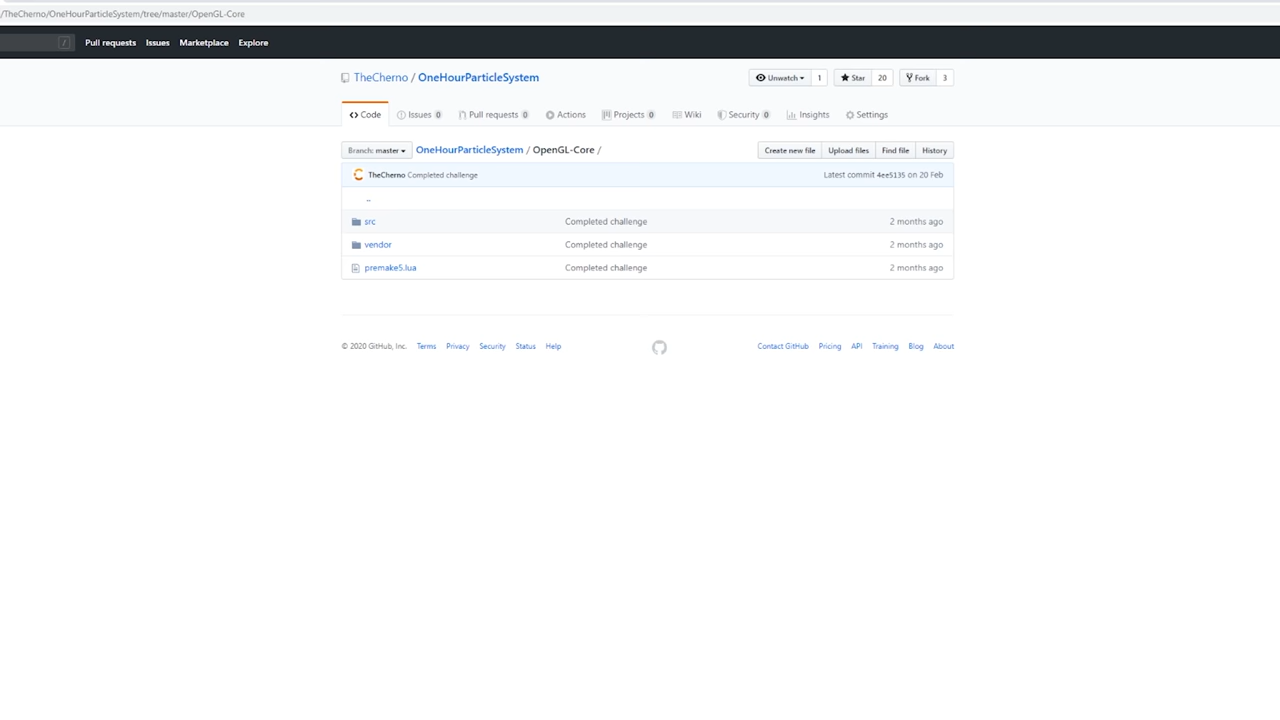 /TheCherno/OneHourParticleSystem/tree/master/OpenGL-Core
/ Pull requests Issues Marketplace Explore
TheCherno / OneHourParticleSystem Unwatch 1 Star 20 Fork 3
Code Issues 0 Pull requests 0 Actions Projects 0 Wiki Security 0 Insights Settings
Branch: master OneHourParticleSystem / OpenGL-Core / Create new file Upload files Find file History
TheCherno Completed challenge Latest commit 4ee5135 on 20 Feb
..
src Completed challenge 2 months ago
vendor Completed challenge 2 months ago
premake5.lua Completed challenge 2 months ago
© 2020 GitHub, Inc. Terms Privacy Security Status Help Contact GitHub Pricing API Training Blog About